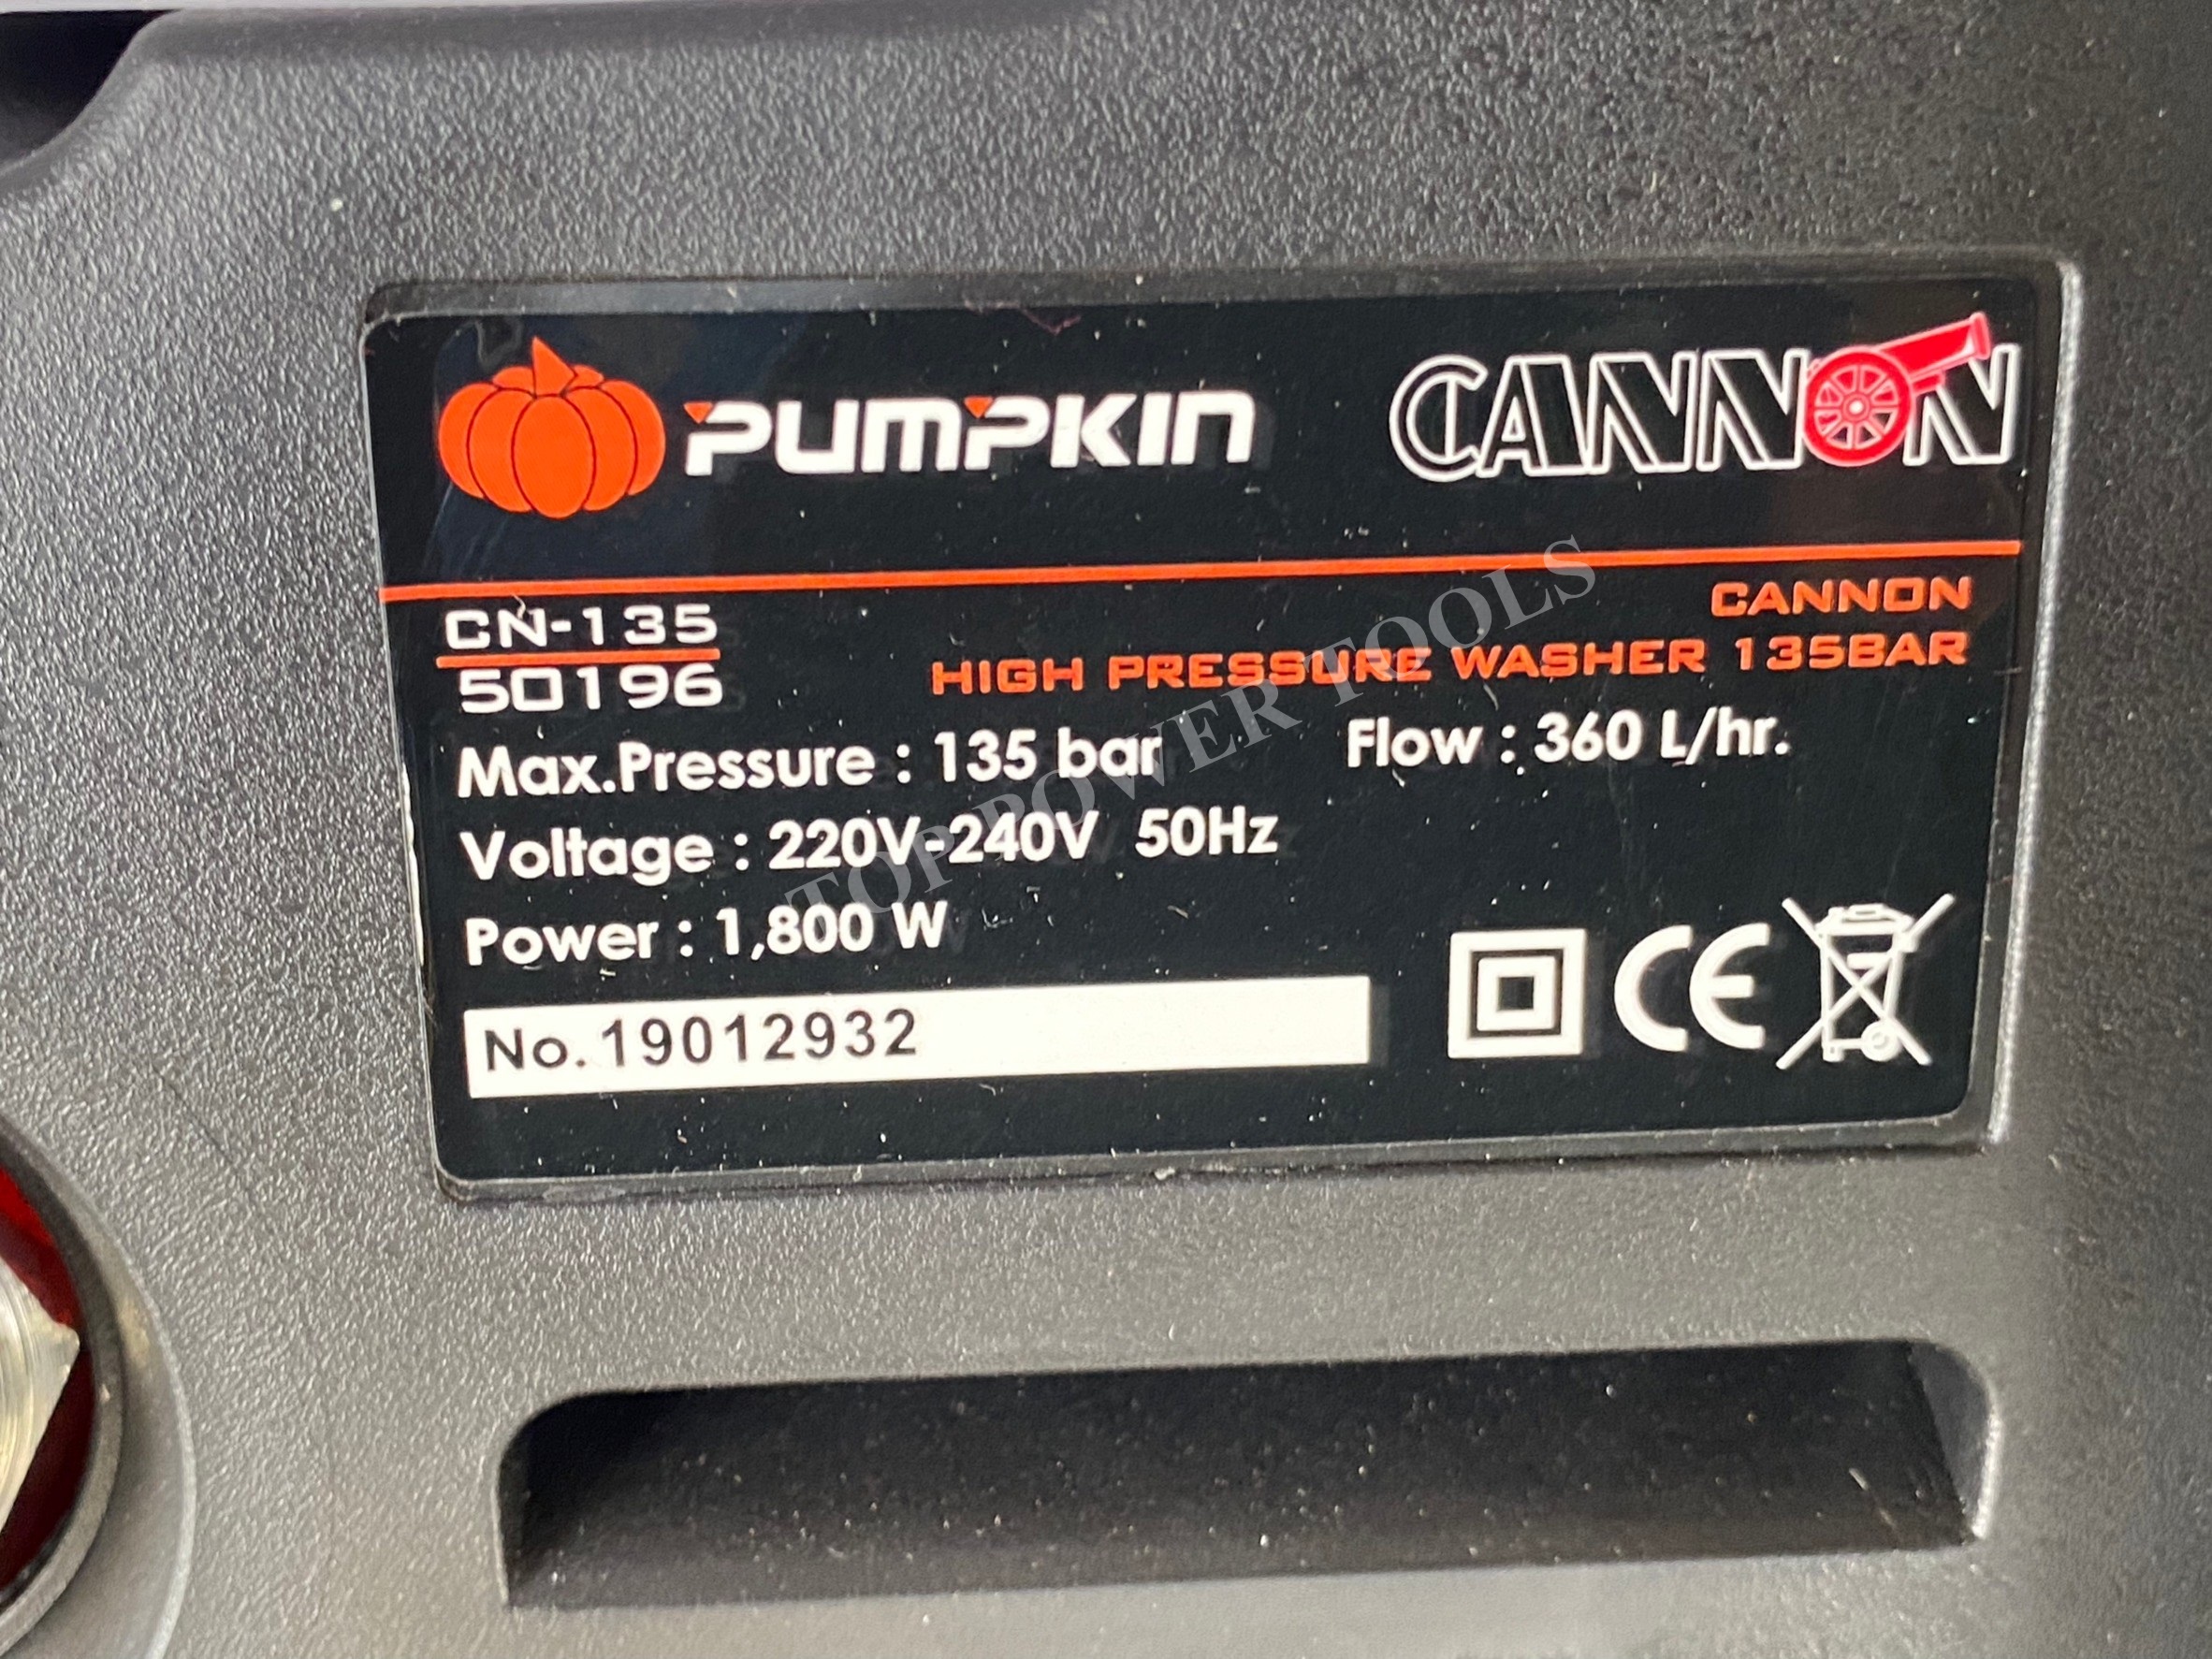 PUMPKIN CANNON
CN-135
50196
CANNON
HIGH PRESSURE WASHER 135BAR
Max.Pressure : 135 bar Flow : 360 L/hr.
Voltage : 220V-240V 50Hz
Power : 1,800 W
No. 19012932
CE
TOP POWER TOOLS